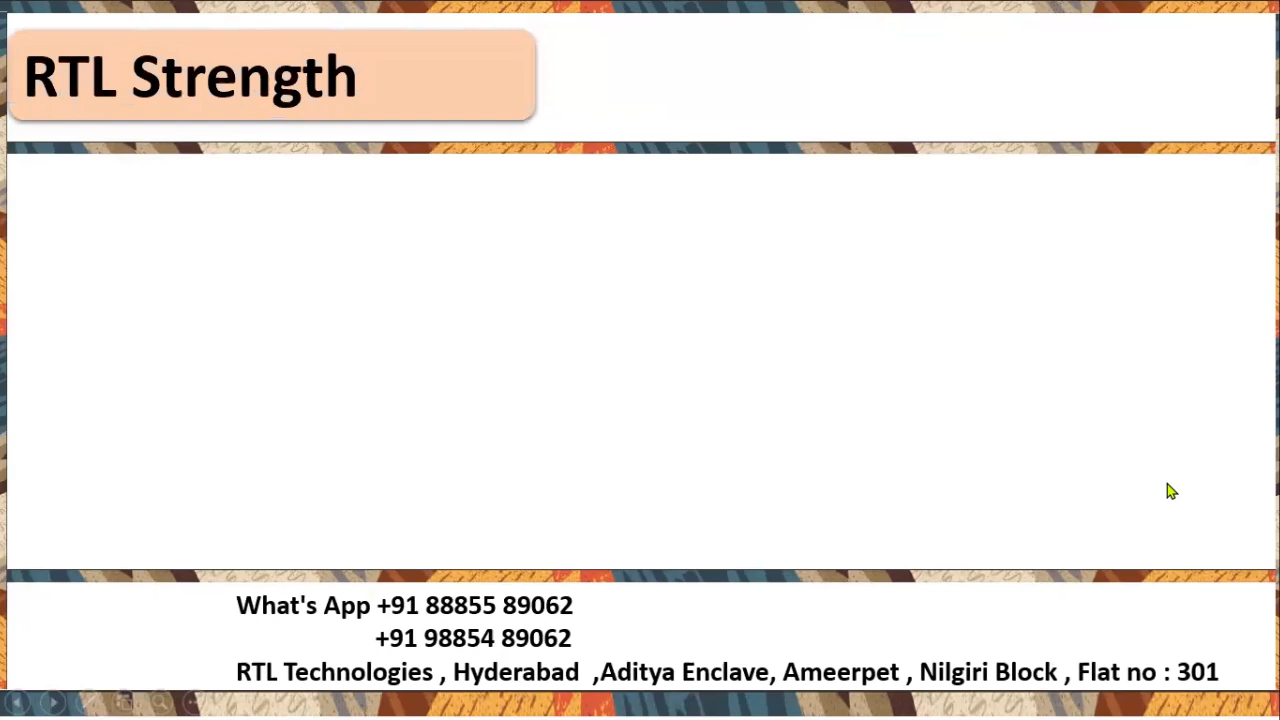 RTL Strength
What's App +91 88855 89062
+91 98854 89062
RTL Technologies , Hyderabad ,Aditya Enclave, Ameerpet , Nilgiri Block , Flat no : 301